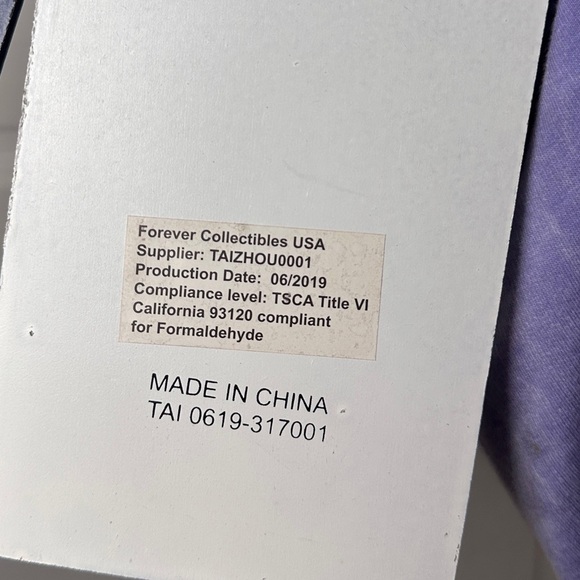 Forever Collectibles USA
Supplier: TAIZHOU0001
Production Date: 06/2019
Compliance level: TSCA Title VI
California 93120 compliant
for Formaldehyde
MADE IN CHINA
TAI 0619-317001